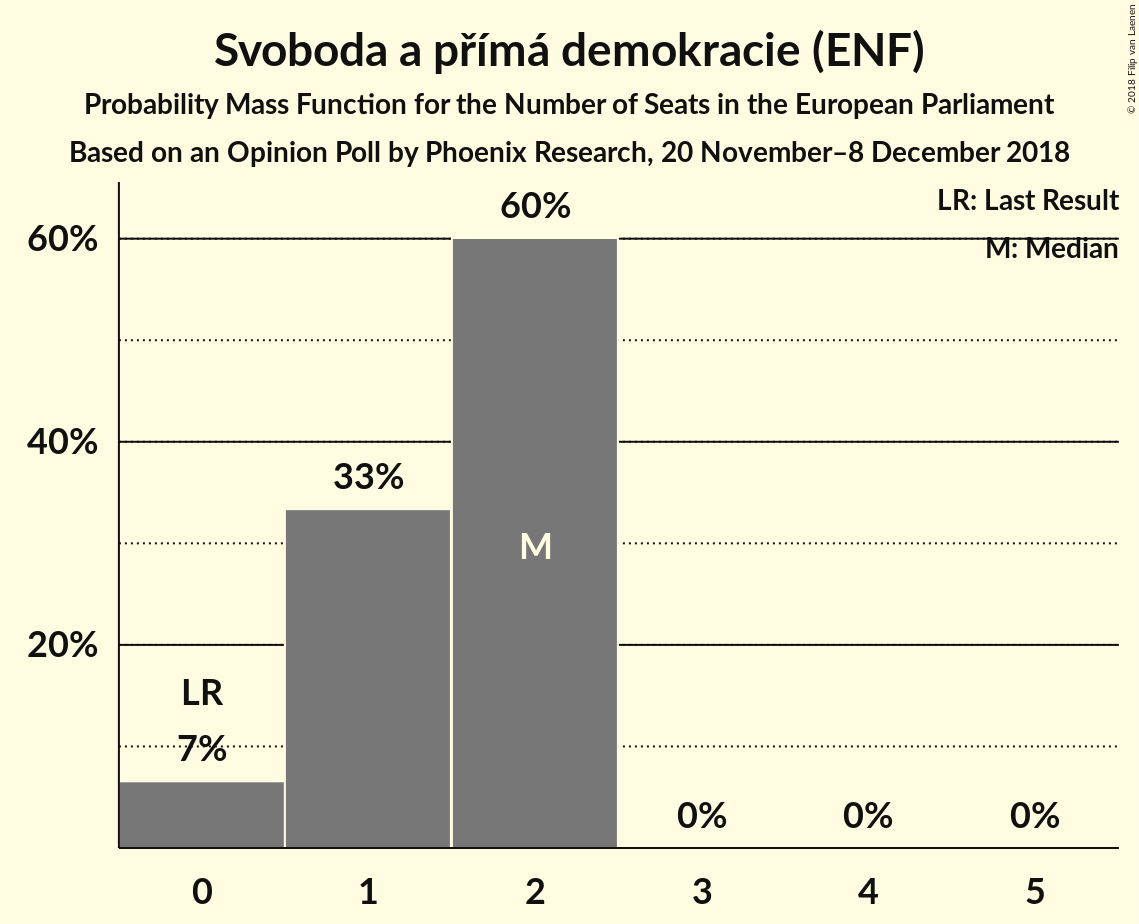 Svoboda a přímá demokracie (ENF)
Probability Mass Function for the Number of Seats in the European Parliament
Based on an Opinion Poll by Phoenix Research, 20 November–8 December 2018
© 2018 Filip van Laenen
LR: Last Result
M: Median
60%
60%
40%
33%
M
20%
LR
7%
0%
0%
0%
0
1
2
3
4
5